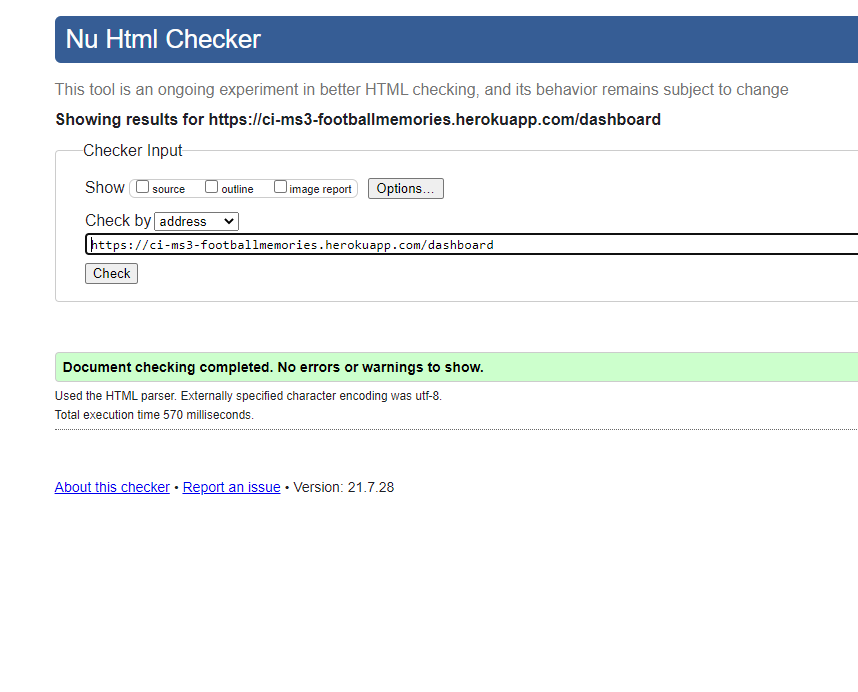 Nu Html Checker
This tool is an ongoing experiment in better HTML checking, and its behavior remains subject to change
Showing results for https://ci-ms3-footballmemories.herokuapp.com/dashboard
Checker Input
Show source outline image report Options...
Check by address
https://ci-ms3-footballmemories.herokuapp.com/dashboard
Check
Document checking completed. No errors or warnings to show.
Used the HTML parser. Externally specified character encoding was utf-8.
Total execution time 570 milliseconds.
About this checker • Report an issue • Version: 21.7.28